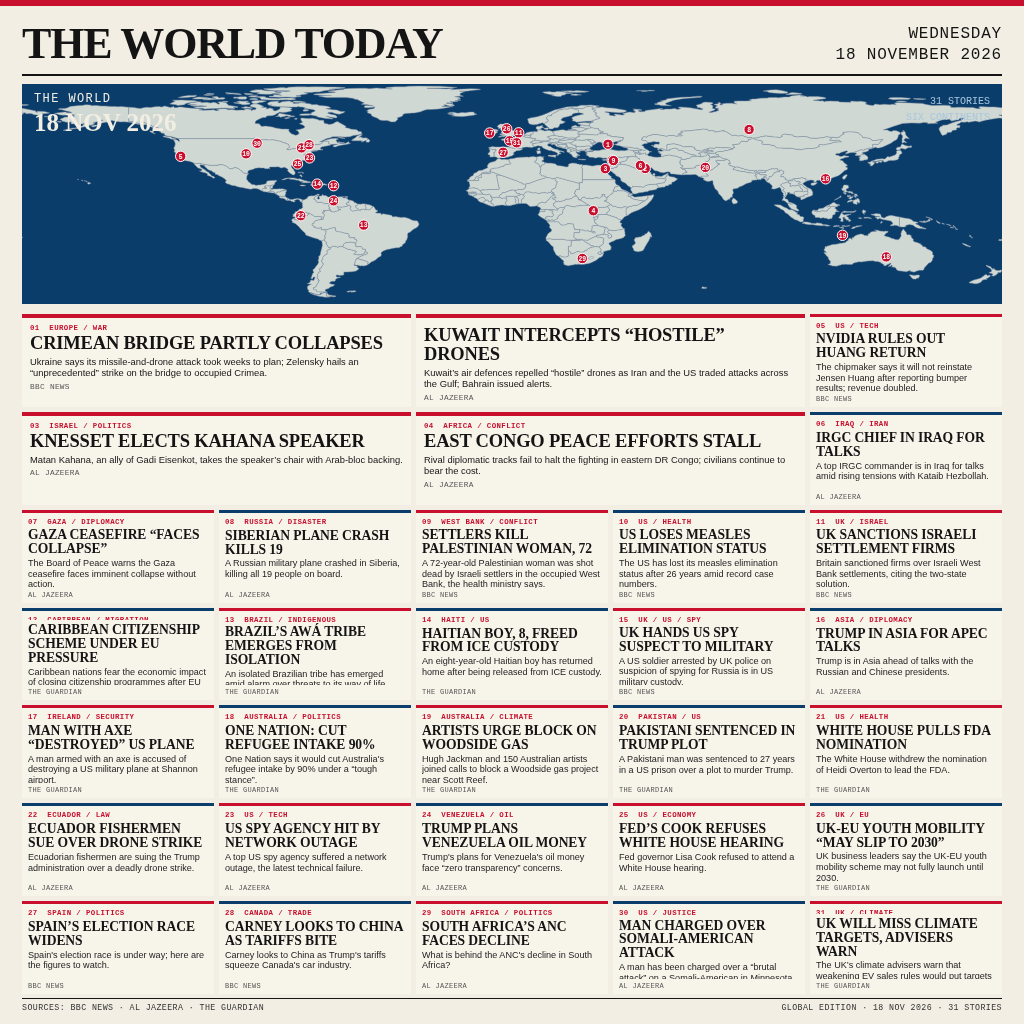 THE WORLD TODAY
WEDNESDAY
18 NOVEMBER 2026
THE WORLD
18 NOV 2026
31 STORIES
SIX CONTINENTS
01 EUROPE / WAR
CRIMEAN BRIDGE PARTLY COLLAPSES
Ukraine says its missile-and-drone attack took weeks to plan; Zelensky hails an
“unprecedented” strike on the bridge to occupied Crimea.
BBC NEWS
KUWAIT INTERCEPTS “HOSTILE”
DRONES
Kuwait’s air defences repelled “hostile” drones as Iran and the US traded attacks across
the Gulf; Bahrain issued alerts.
AL JAZEERA
05 US / TECH
NVIDIA RULES OUT
HUANG RETURN
The chipmaker says it will not reinstate
Jensen Huang after reporting bumper
results; revenue doubled.
BBC NEWS
03 ISRAEL / POLITICS
KNESSET ELECTS KAHANA SPEAKER
Matan Kahana, an ally of Gadi Eisenkot, takes the speaker’s chair with Arab-bloc backing.
AL JAZEERA
04 AFRICA / CONFLICT
EAST CONGO PEACE EFFORTS STALL
Rival diplomatic tracks fail to halt the fighting in eastern DR Congo; civilians continue to
bear the cost.
AL JAZEERA
06 IRAQ / IRAN
IRGC CHIEF IN IRAQ FOR
TALKS
A top IRGC commander is in Iraq for talks
amid rising tensions with Kataib Hezbollah.
AL JAZEERA
07 GAZA / DIPLOMACY
GAZA CEASEFIRE “FACES
COLLAPSE”
The Board of Peace warns the Gaza
ceasefire faces imminent collapse without
action.
AL JAZEERA
08 RUSSIA / DISASTER
SIBERIAN PLANE CRASH
KILLS 19
A Russian military plane crashed in Siberia,
killing all 19 people on board.
AL JAZEERA
09 WEST BANK / CONFLICT
SETTLERS KILL
PALESTINIAN WOMAN, 72
A 72-year-old Palestinian woman was shot
dead by Israeli settlers in the occupied West
Bank, the health ministry says.
BBC NEWS
10 US / HEALTH
US LOSES MEASLES
ELIMINATION STATUS
The US has lost its measles elimination
status after 26 years amid record case
numbers.
BBC NEWS
11 UK / ISRAEL
UK SANCTIONS ISRAELI
SETTLEMENT FIRMS
Britain sanctioned firms over Israeli West
Bank settlements, citing the two-state
solution.
BBC NEWS
12 CARIBBEAN / MIGRATION
CARIBBEAN CITIZENSHIP
SCHEME UNDER EU
PRESSURE
Caribbean nations fear the economic impact
of closing citizenship programmes after EU
THE GUARDIAN
13 BRAZIL / INDIGENOUS
BRAZIL’S AWÁ TRIBE
EMERGES FROM
ISOLATION
An isolated Brazilian tribe has emerged
amid alarm over threats to its way of life.
THE GUARDIAN
14 HAITI / US
HAITIAN BOY, 8, FREED
FROM ICE CUSTODY
An eight-year-old Haitian boy has returned
home after being released from ICE custody.
THE GUARDIAN
15 UK / US / SPY
UK HANDS US SPY
SUSPECT TO MILITARY
A US soldier arrested by UK police on
suspicion of spying for Russia is in US
military custody.
BBC NEWS
16 ASIA / DIPLOMACY
TRUMP IN ASIA FOR APEC
TALKS
Trump is in Asia ahead of talks with the
Russian and Chinese presidents.
AL JAZEERA
17 IRELAND / SECURITY
MAN WITH AXE
“DESTROYED” US PLANE
A man armed with an axe is accused of
destroying a US military plane at Shannon
airport.
THE GUARDIAN
18 AUSTRALIA / POLITICS
ONE NATION: CUT
REFUGEE INTAKE 90%
One Nation says it would cut Australia’s
refugee intake by 90% under a “tough
stance”.
THE GUARDIAN
19 AUSTRALIA / CLIMATE
ARTISTS URGE BLOCK ON
WOODSIDE GAS
Hugh Jackman and 150 Australian artists
joined calls to block a Woodside gas project
near Scott Reef.
THE GUARDIAN
20 PAKISTAN / US
PAKISTANI SENTENCED IN
TRUMP PLOT
A Pakistani man was sentenced to 27 years
in a US prison over a plot to murder Trump.
THE GUARDIAN
21 US / HEALTH
WHITE HOUSE PULLS FDA
NOMINATION
The White House withdrew the nomination
of Heidi Overton to lead the FDA.
THE GUARDIAN
22 ECUADOR / LAW
ECUADOR FISHERMEN
SUE OVER DRONE STRIKE
Ecuadorian fishermen are suing the Trump
administration over a deadly drone strike.
AL JAZEERA
23 US / TECH
US SPY AGENCY HIT BY
NETWORK OUTAGE
A top US spy agency suffered a network
outage, the latest technical failure.
AL JAZEERA
24 VENEZUELA / OIL
TRUMP PLANS
VENEZUELA OIL MONEY
Trump’s plans for Venezuela’s oil money
face “zero transparency” concerns.
AL JAZEERA
25 US / ECONOMY
FED’S COOK REFUSES
WHITE HOUSE HEARING
Fed governor Lisa Cook refused to attend a
White House hearing.
AL JAZEERA
26 UK / EU
UK-EU YOUTH MOBILITY
“MAY SLIP TO 2030”
UK business leaders say the UK-EU youth
mobility scheme may not fully launch until
2030.
THE GUARDIAN
27 SPAIN / POLITICS
SPAIN’S ELECTION RACE
WIDENS
Spain’s election race is under way; here are
the figures to watch.
BBC NEWS
28 CANADA / TRADE
CARNEY LOOKS TO CHINA
AS TARIFFS BITE
Carney looks to China as Trump’s tariffs
squeeze Canada’s car industry.
BBC NEWS
29 SOUTH AFRICA / POLITICS
SOUTH AFRICA’S ANC
FACES DECLINE
What is behind the ANC’s decline in South
Africa?
AL JAZEERA
30 US / JUSTICE
MAN CHARGED OVER
SOMALI-AMERICAN
ATTACK
A man has been charged over a “brutal
attack” on a Somali-American in Minnesota
AL JAZEERA
31 UK / CLIMATE
UK WILL MISS CLIMATE
TARGETS, ADVISERS
WARN
The UK’s climate advisers warn that
weakening EV sales rules would put targets
THE GUARDIAN
SOURCES: BBC NEWS · AL JAZEERA · THE GUARDIAN
GLOBAL EDITION · 18 NOV 2026 · 31 STORIES